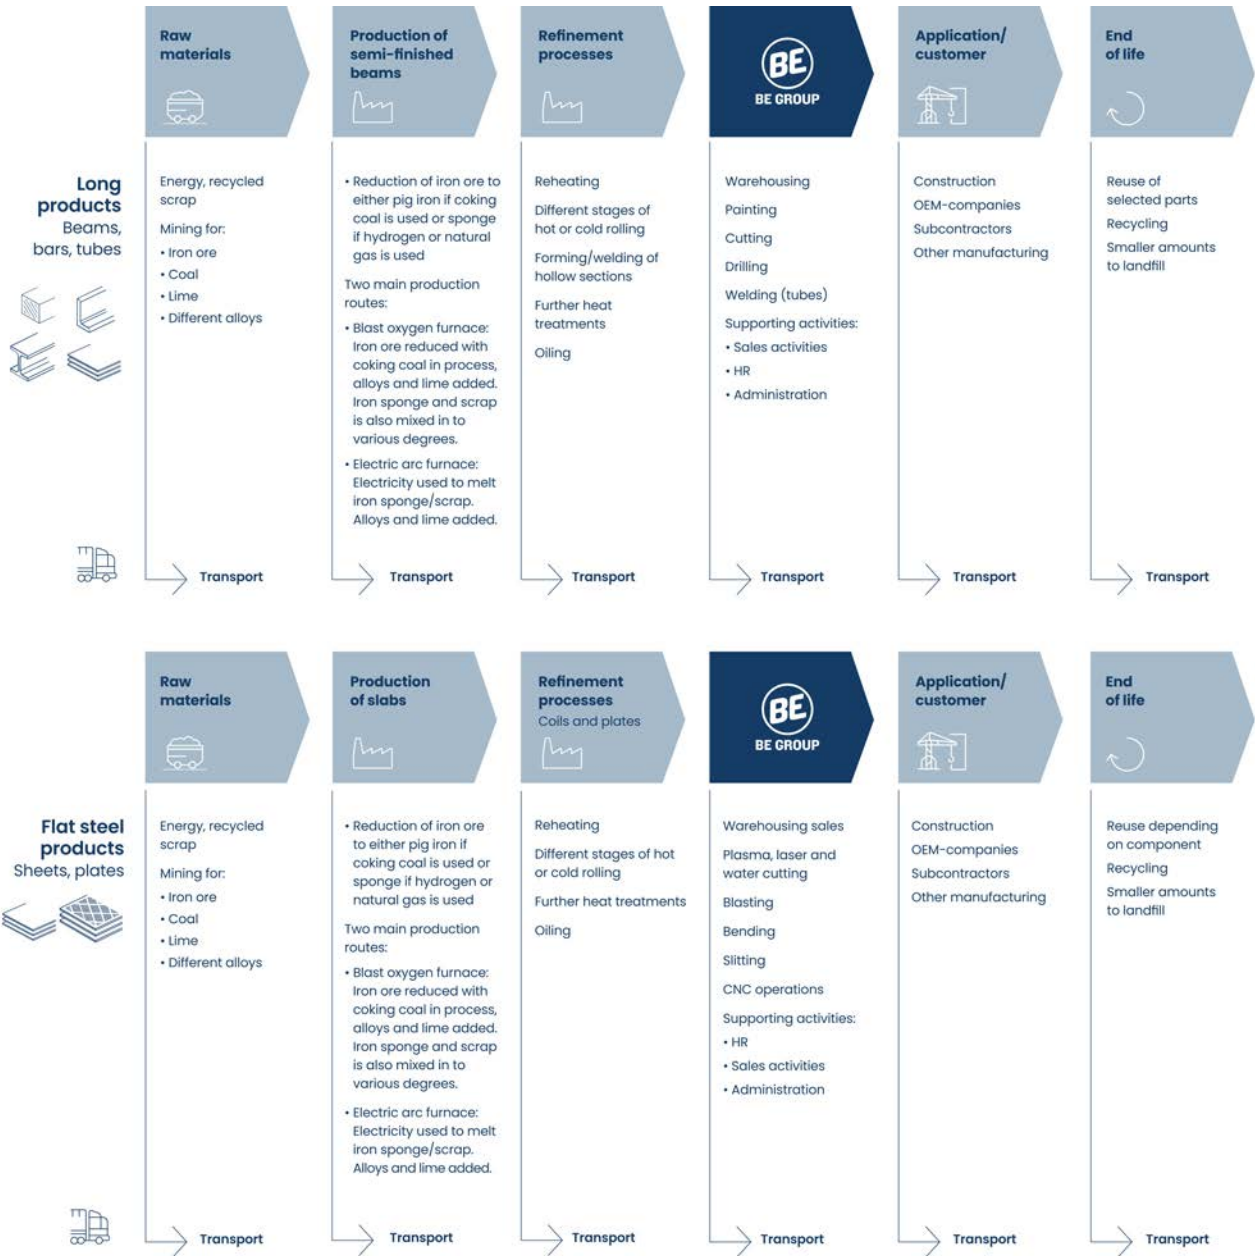 Raw
materials
Production of
semi-finished
beams
Refinement
processes
BE
BE GROUP
Application/
customer
End
of life
Long
products
Beams,
bars, tubes
Energy, recycled
scrap
Mining for:
• Iron ore
• Coal
• Lime
• Different alloys
Transport
• Reduction of iron ore to
either pig iron if coking
coal is used or sponge
if hydrogen or natural
gas is used
Two main production
routes:
• Blast oxygen furnace:
Iron ore reduced with
coking coal in process,
alloys and lime added.
Iron sponge and scrap
is also mixed in to
various degrees.
• Electric arc furnace:
Electricity used to melt
iron sponge/scrap.
Alloys and lime added.
Transport
Reheating
Different stages of
hot or cold rolling
Forming/welding of
hollow sections
Further heat
treatments
Oiling
Transport
Warehousing
Painting
Cutting
Drilling
Welding (tubes)
Supporting activities:
• Sales activities
• HR
• Administration
Transport
Construction
OEM-companies
Subcontractors
Other manufacturing
Transport
Reuse of
selected parts
Recycling
Smaller amounts
to landfill
Transport
Raw
materials
Production
of slabs
Refinement
processes
Coils and plates
BE
BE GROUP
Application/
customer
End
of life
Flat steel
products
Sheets, plates
Energy, recycled
scrap
Mining for:
• Iron ore
• Coal
• Lime
• Different alloys
Transport
• Reduction of iron ore
to either pig iron if
coking coal is used or
sponge if hydrogen or
natural gas is used
Two main production
routes:
• Blast oxygen furnace:
Iron ore reduced with
coking coal in process,
alloys and lime added.
Iron sponge and scrap
is also mixed in to
various degrees.
• Electric arc furnace:
Electricity used to melt
iron sponge/scrap.
Alloys and lime added.
Transport
Reheating
Different stages of hot
or cold rolling
Further heat treatments
Oiling
Transport
Warehousing sales
Plasma, laser and
water cutting
Blasting
Bending
Slitting
CNC operations
Supporting activities:
• HR
• Sales activities
• Administration
Transport
Construction
OEM-companies
Subcontractors
Other manufacturing
Transport
Reuse depending
on component
Recycling
Smaller amounts
to landfill
Transport